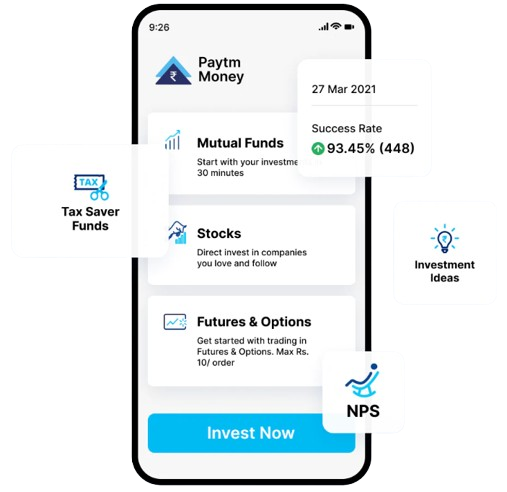 9:26
Paytm
Money
₹
27 Mar 2021
Success Rate
93.45% (448)
Mutual Funds
Start with your investme
30 minutes
TAX
Tax Saver
Funds
Stocks
Direct invest in companies
you love and follow
₹
Investment
Ideas
Futures & Options
Get started with trading in
Futures & Options. Max Rs.
10/ order
NPS
Invest Now